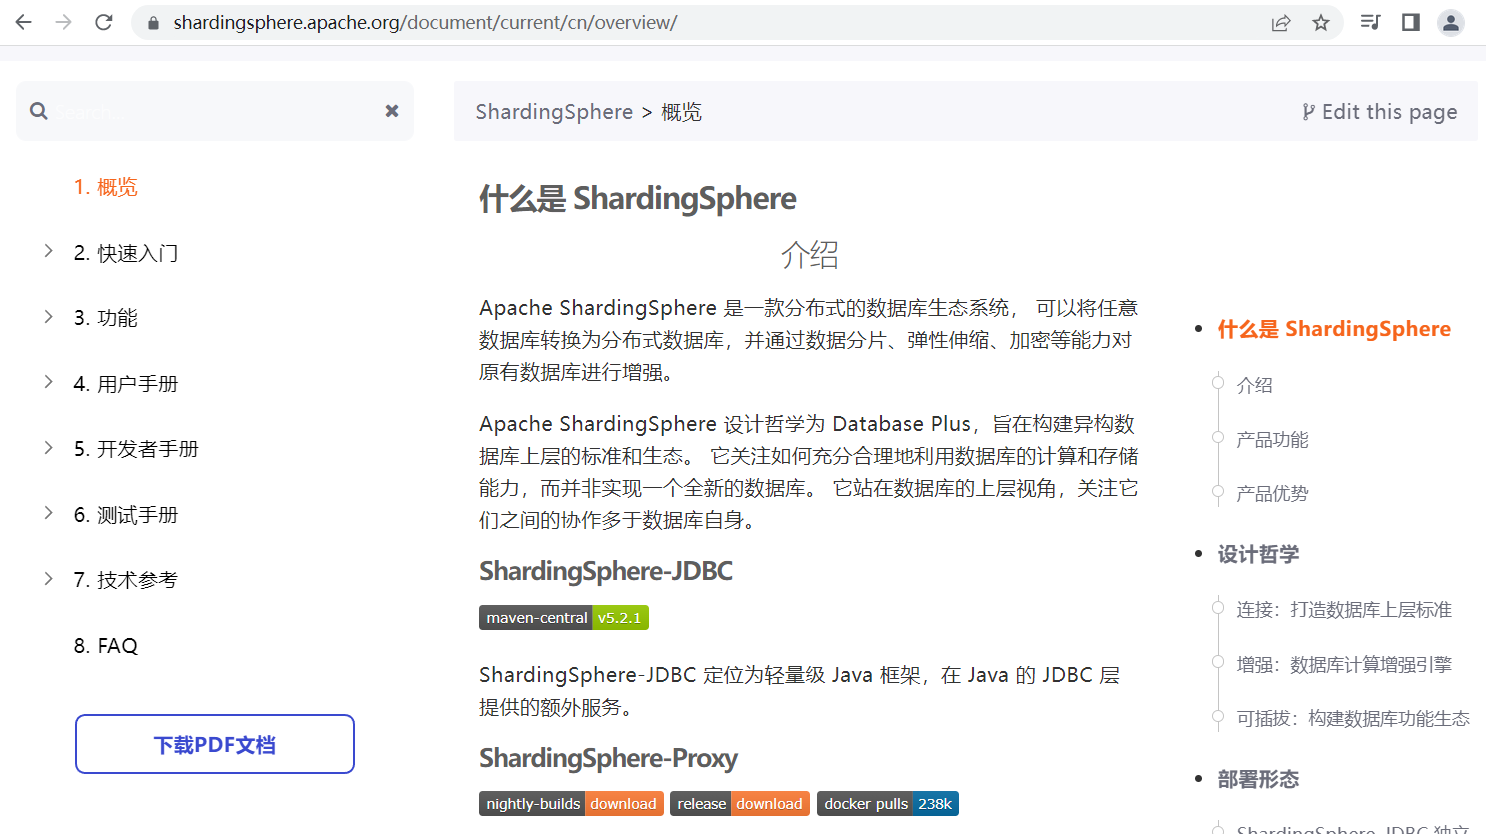 shardingsphere.apache.org/document/current/cn/overview/
Search...
ShardingSphere > 概览
Edit this page
1. 概览
2. 快速入门
3. 功能
4. 用户手册
5. 开发者手册
6. 测试手册
7. 技术参考
8. FAQ
下载PDF文档
什么是 ShardingSphere
介绍
Apache ShardingSphere 是一款分布式的数据库生态系统， 可以将任意
数据库转换为分布式数据库，并通过数据分片、弹性伸缩、加密等能力对
原有数据库进行增强。
Apache ShardingSphere 设计哲学为 Database Plus，旨在构建异构数
据库上层的标准和生态。 它关注如何充分合理地利用数据库的计算和存储
能力，而并非实现一个全新的数据库。 它站在数据库的上层视角，关注它
们之间的协作多于数据库自身。
ShardingSphere-JDBC
maven-central v5.2.1
ShardingSphere-JDBC 定位为轻量级 Java 框架，在 Java 的 JDBC 层
提供的额外服务。
ShardingSphere-Proxy
nightly-builds download release download docker pulls 238k
什么是 ShardingSphere
介绍
产品功能
产品优势
设计哲学
连接：打造数据库上层标准
增强：数据库计算增强引擎
可插拔：构建数据库功能生态
部署形态
ShardingSphere-JDBC 独立